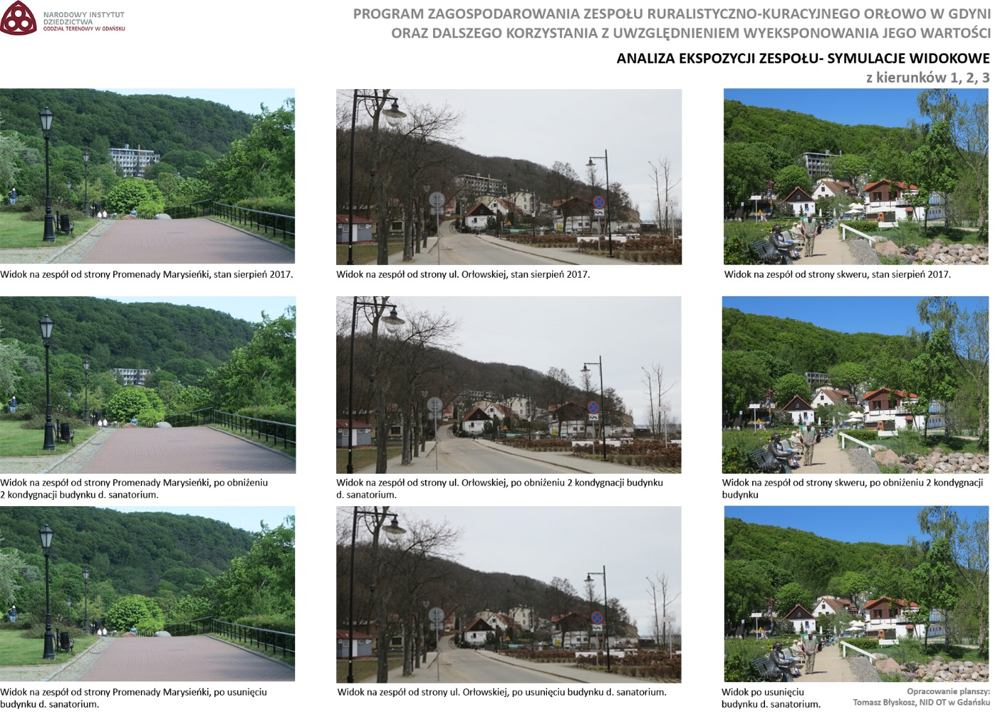 NARODOWY INSTYTUT
DZIEDZICTWA
ODDZIAŁ TERENOWY W GDAŃSKU
PROGRAM ZAGOSPODAROWANIA ZESPOŁU RURALISTYCZNO-KURACYJNEGO ORŁOWO W GDYNI
ORAZ DALSZEGO KORZYSTANIA Z UWZGLĘDNIENIEM WYEKSPONOWANIA JEGO WARTOŚCI
ANALIZA EKSPOZYCJI ZESPOŁU- SYMULACJE WIDOKOWE
z kierunków 1, 2, 3
Widok na zespół od strony Promenady Marysieńki, stan sierpień 2017.
Widok na zespół od strony ul. Orłowskiej, stan sierpień 2017.
Widok na zespół od strony skweru, stan sierpień 2017.
Widok na zespół od strony Promenady Marysieńki, po obniżeniu
2 kondygnacji budynku d. sanatorium.
Widok na zespół od strony ul. Orłowskiej, po obniżeniu 2 kondygnacji budynku
d. sanatorium.
Widok na zespół od strony skweru, po obniżeniu 2 kondygnacji
budynku
Widok na zespół od strony Promenady Marysieńki, po usunięciu
budynku d. sanatorium.
Widok na zespół od strony ul. Orłowskiej, po usunięciu budynku d. sanatorium.
Widok po usunięciu
budynku d. sanatorium.
Opracowanie planszy:
Tomasz Błyskosz, NID OT w Gdańsku